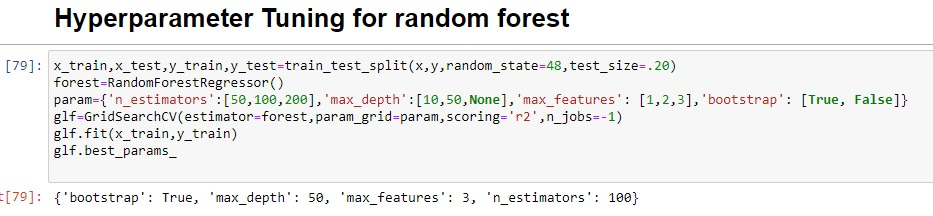 Hyperparameter Tuning for random forest
[79]: x_train,x_test,y_train,y_test=train_test_split(x,y,random_state=48,test_size=.20)
forest=RandomForestRegressor()
param={'n_estimators':[50,100,200],'max_depth':[10,50,None],'max_features': [1,2,3],'bootstrap': [True, False]}
glf=GridSearchCV(estimator=forest,param_grid=param,scoring='r2',n_jobs=-1)
glf.fit(x_train,y_train)
glf.best_params_
t[79]: {'bootstrap': True, 'max_depth': 50, 'max_features': 3, 'n_estimators': 100}